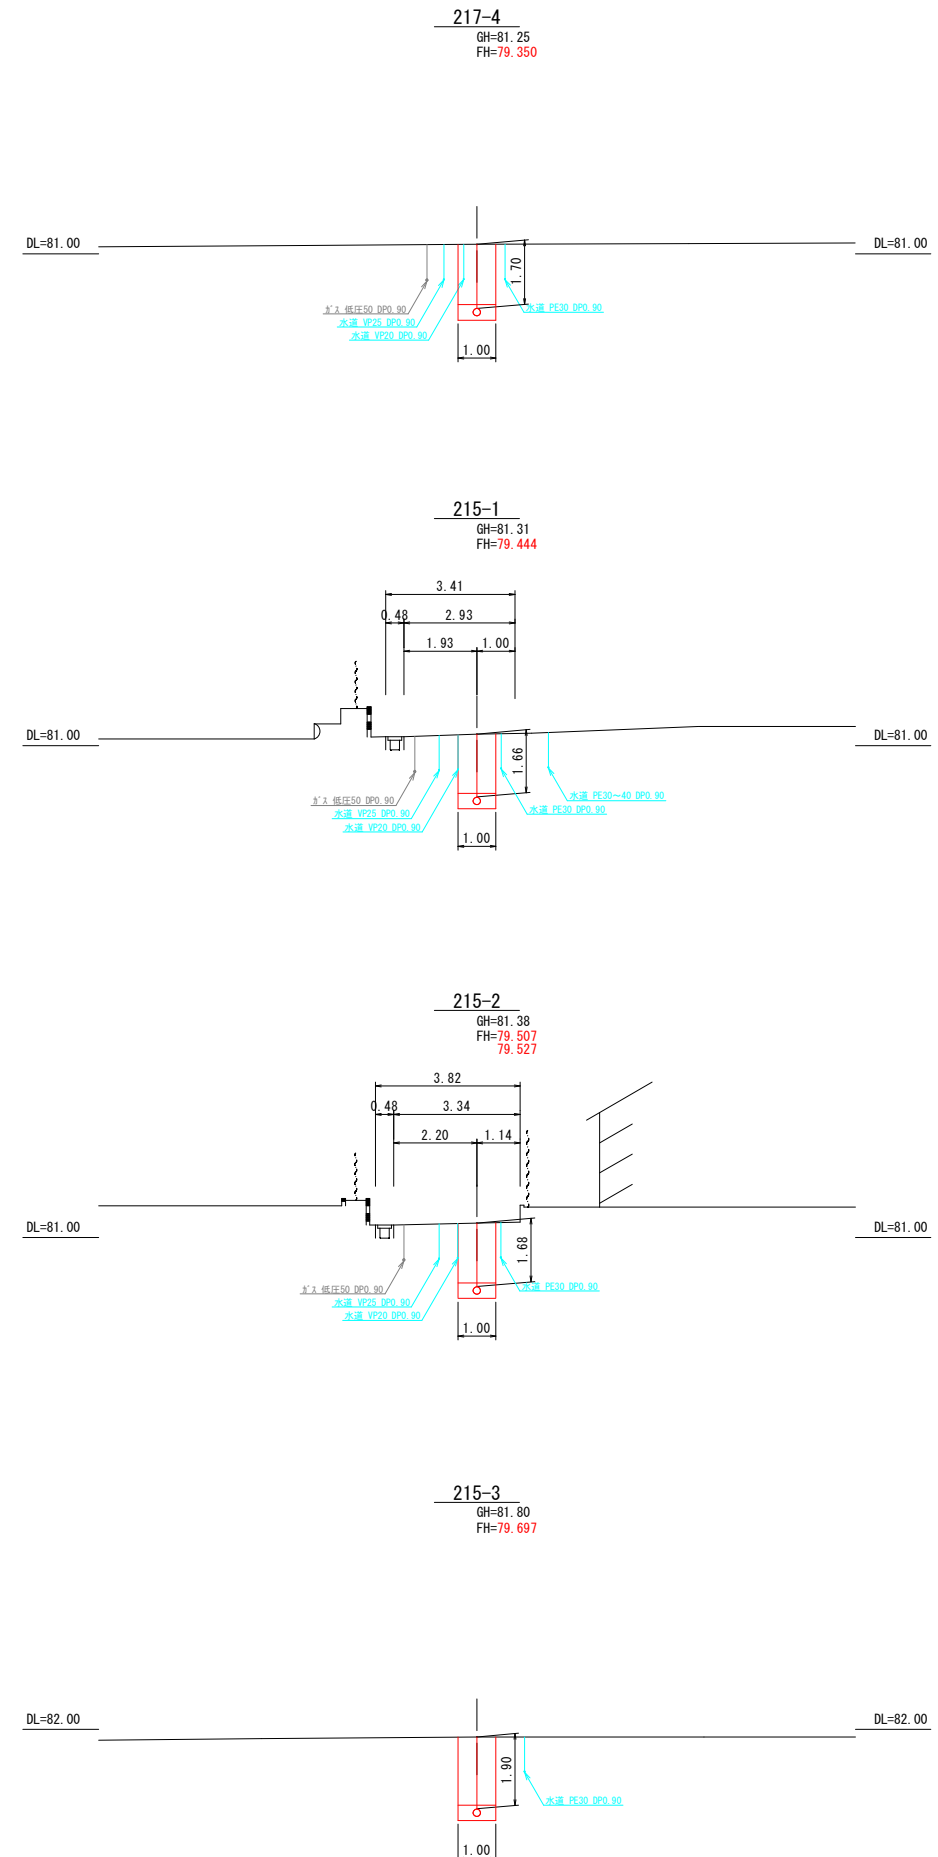 217-4
GH=81.25
FH=79.350
DL=81.00
DL=81.00
1.70
ガス 低圧50 DP0.90
水道 VP25 DP0.90
水道 VP20 DP0.90
水道 PE30 DP0.90
1.00
215-1
GH=81.31
FH=79.444
3.41
0.48
2.93
1.93
1.00
DL=81.00
DL=81.00
1.66
ガス 低圧50 DP0.90
水道 VP25 DP0.90
水道 VP20 DP0.90
水道 PE30~40 DP0.90
水道 PE30 DP0.90
1.00
215-2
GH=81.38
FH=79.507
79.527
3.82
0.48
3.34
2.20
1.14
DL=81.00
DL=81.00
1.68
ガス 低圧50 DP0.90
水道 VP25 DP0.90
水道 VP20 DP0.90
水道 PE30 DP0.90
1.00
215-3
GH=81.80
FH=79.697
DL=82.00
DL=82.00
1.90
水道 PE30 DP0.90
1.00